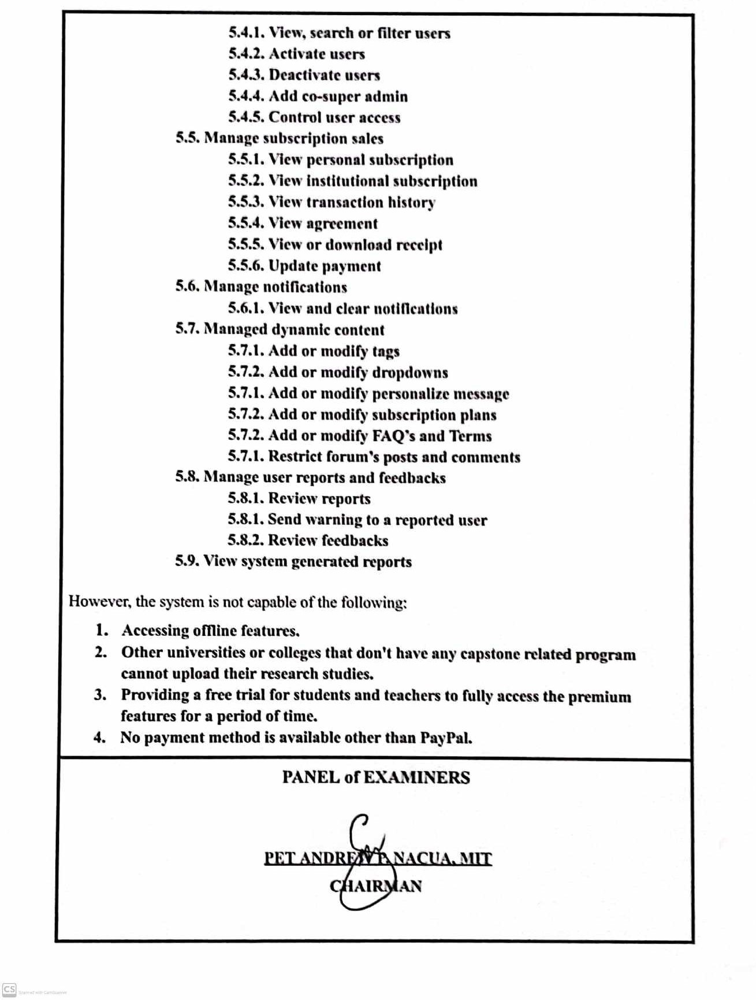 5.4.1. View, search or filter users
5.4.2. Activate users
5.4.3. Deactivate users
5.4.4. Add co-super admin
5.4.5. Control user access
5.5. Manage subscription sales
5.5.1. View personal subscription
5.5.2. View institutional subscription
5.5.3. View transaction history
5.5.4. View agreement
5.5.5. View or download receipt
5.5.6. Update payment
5.6. Manage notifications
5.6.1. View and clear notifications
5.7. Managed dynamic content
5.7.1. Add or modify tags
5.7.2. Add or modify dropdowns
5.7.1. Add or modify personalize message
5.7.2. Add or modify subscription plans
5.7.2. Add or modify FAQ's and Terms
5.7.1. Restrict forum's posts and comments
5.8. Manage user reports and feedbacks
5.8.1. Review reports
5.8.1. Send warning to a reported user
5.8.2. Review feedbacks
5.9. View system generated reports
However, the system is not capable of the following:
1. Accessing offline features.
2. Other universities or colleges that don't have any capstone related program
cannot upload their research studies.
3. Providing a free trial for students and teachers to fully access the premium
features for a period of time.
4. No payment method is available other than PayPal.
PANEL of EXAMINERS
PET ANDREW P. NACUA, MIT
CHAIRMAN
CS Scanned with CamScanner